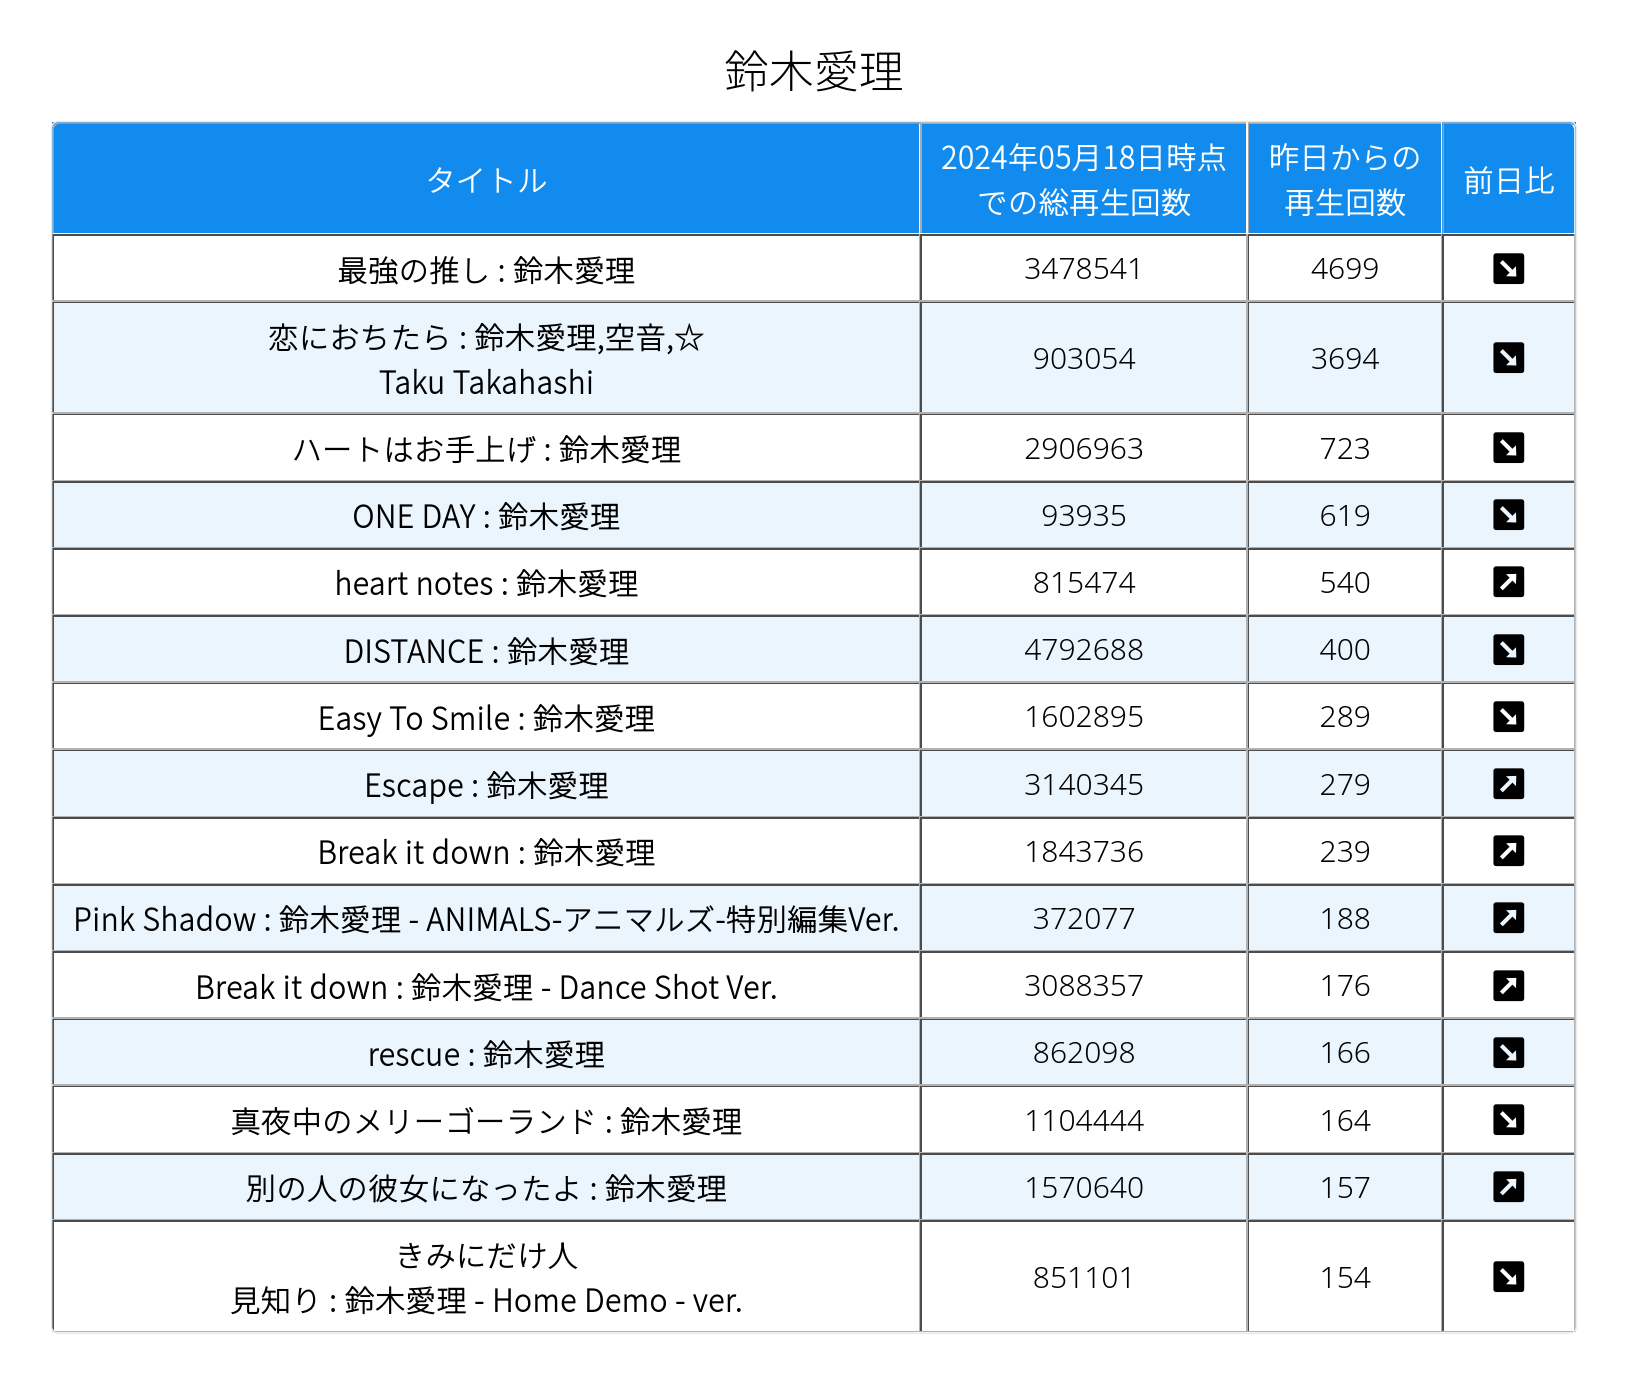 鈴木愛理
タイトル
2024年05月18日時点
での総再生回数
昨日からの
再生回数
前日比
最強の推し : 鈴木愛理 3478541 4699 ↘
恋におちたら : 鈴木愛理,空音,☆
Taku Takahashi
903054 3694 ↘
ハートはお手上げ : 鈴木愛理 2906963 723 ↘
ONE DAY : 鈴木愛理 93935 619 ↘
heart notes : 鈴木愛理 815474 540 ↗
DISTANCE : 鈴木愛理 4792688 400 ↘
Easy To Smile : 鈴木愛理 1602895 289 ↘
Escape : 鈴木愛理 3140345 279 ↗
Break it down : 鈴木愛理 1843736 239 ↗
Pink Shadow : 鈴木愛理 - ANIMALS-アニマルズ-特別編集Ver. 372077 188 ↗
Break it down : 鈴木愛理 - Dance Shot Ver. 3088357 176 ↗
rescue : 鈴木愛理 862098 166 ↘
真夜中のメリーゴーランド : 鈴木愛理 1104444 164 ↘
別の人の彼女になったよ : 鈴木愛理 1570640 157 ↗
きみにだけ人
見知り : 鈴木愛理 - Home Demo - ver.
851101 154 ↘